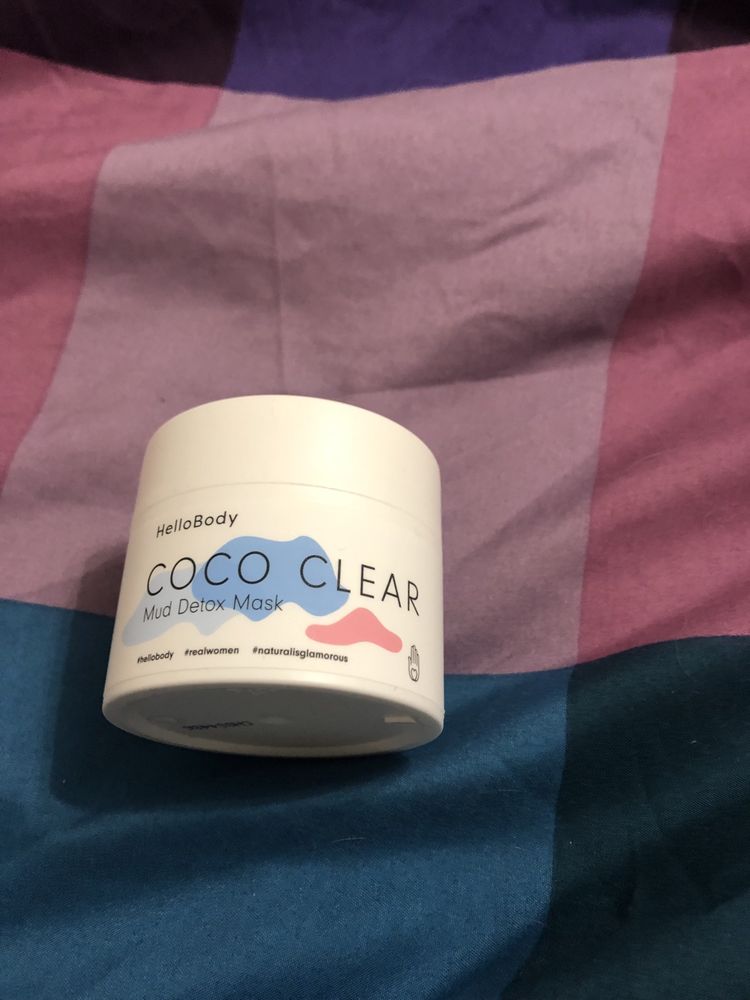 HelloBody
COCO CLEAR
Mud Detox Mask
#hellobody #realwomen #naturalisglamorous